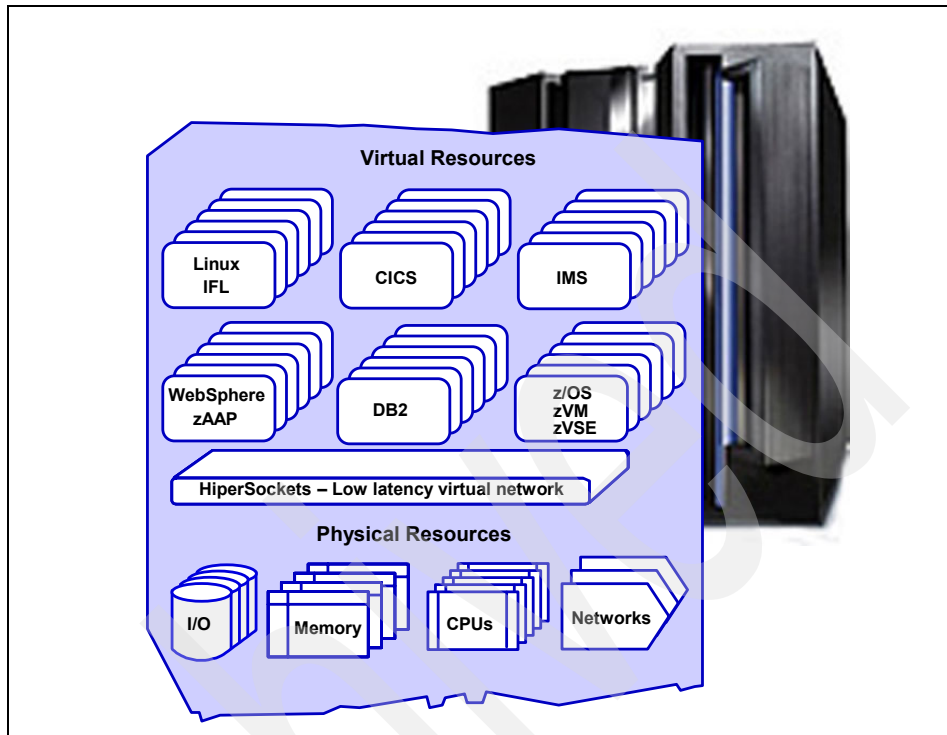 Virtual Resources
Linux
IFL
CICS
IMS
WebSphere
zAAP
DB2
z/OS
zVM
zVSE
HiperSockets – Low latency virtual network
Physical Resources
I/O
Memory
CPUs
Networks